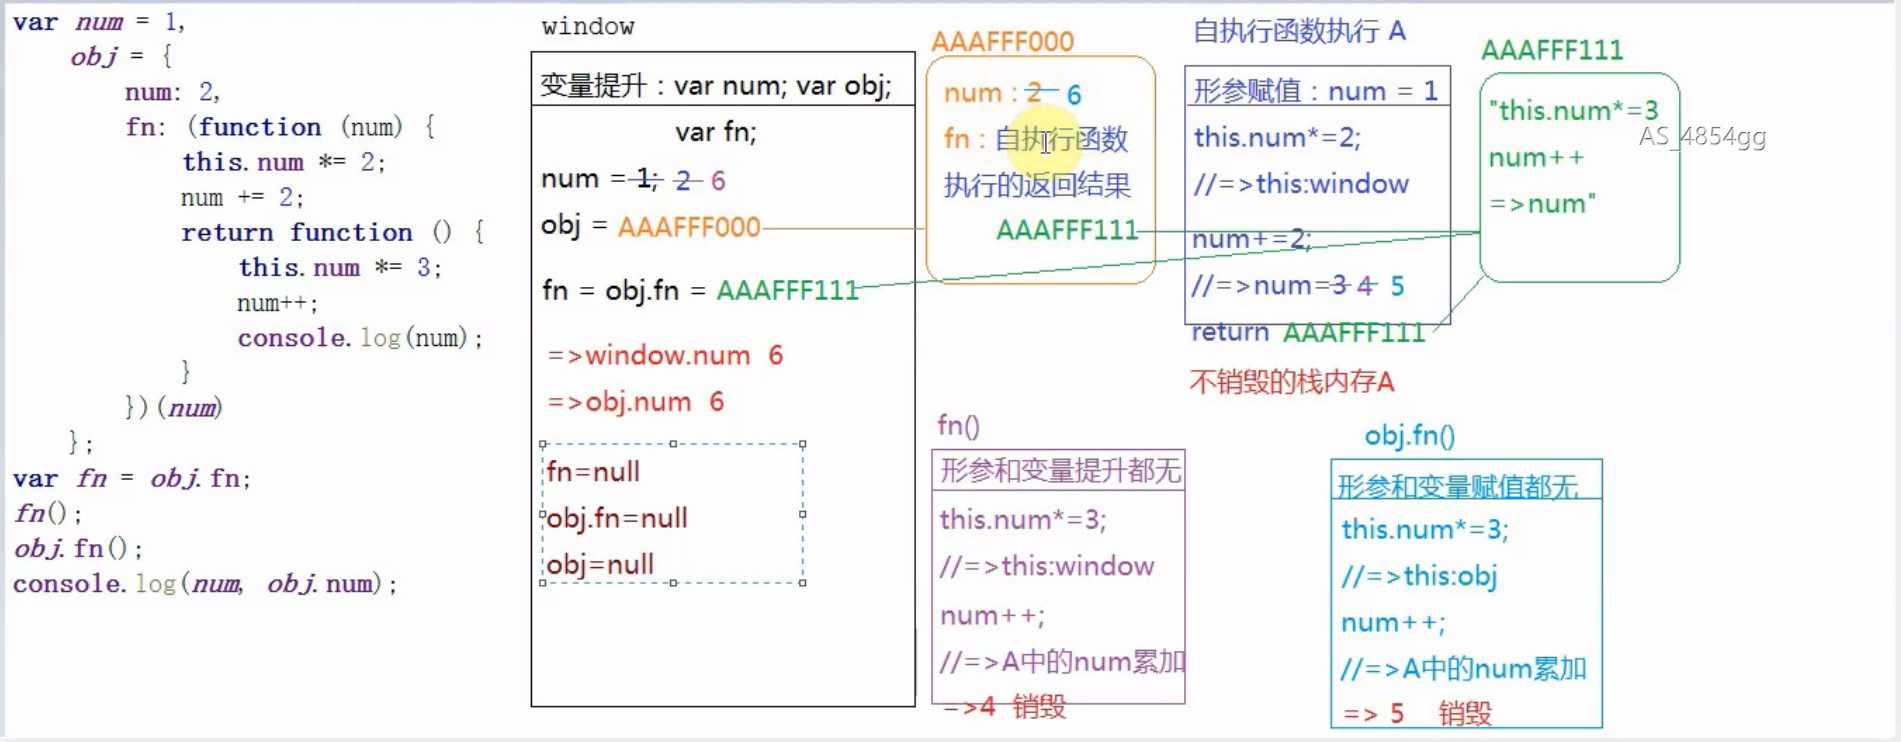 var num = 1,
obj = {
num: 2,
fn: (function (num) {
this.num *= 2;
num += 2;
return function () {
this.num *= 3;
num++;
console.log(num);
}
})(num)
};
var fn = obj.fn;
fn();
obj.fn();
console.log(num, obj.num);
window
变量提升：var num; var obj;
var fn;
num = 1; 2 6
obj = AAAFFF000
fn = obj.fn = AAAFFF111
=>window.num 6
=>obj.num 6
fn=null
obj.fn=null
obj=null
AAAFFF000
num : 2 6
fn : 自执行函数
执行的返回结果
AAAFFF111
自执行函数执行 A
形参赋值：num = 1
this.num*=2;
//=>this:window
num+=2;
//=>num=3 4 5
return AAAFFF111
不销毁的栈内存A
AAAFFF111
"this.num*=3
AS_4854gg
num++
=>num"
fn()
形参和变量提升都无
this.num*=3;
//=>this:window
num++;
//=>A中的num累加
=>4 销毁
obj.fn()
形参和变量赋值都无
this.num*=3;
//=>this:obj
num++;
//=>A中的num累加
=> 5 销毁